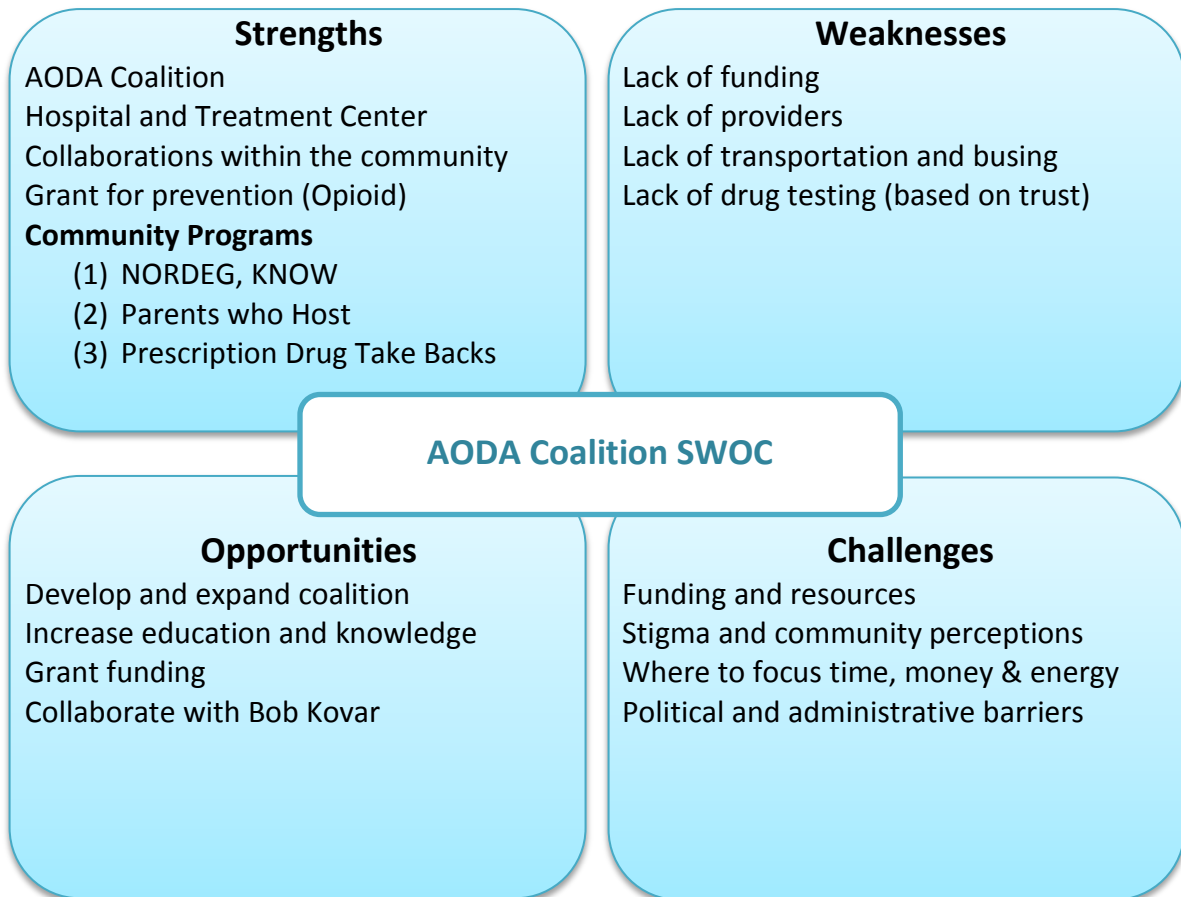 Strengths
AODA Coalition
Hospital and Treatment Center
Collaborations within the community
Grant for prevention (Opioid)
Community Programs
(1) NORDEG, KNOW
(2) Parents who Host
(3) Prescription Drug Take Backs
Weaknesses
Lack of funding
Lack of providers
Lack of transportation and busing
Lack of drug testing (based on trust)
AODA Coalition SWOC
Opportunities
Develop and expand coalition
Increase education and knowledge
Grant funding
Collaborate with Bob Kovar
Challenges
Funding and resources
Stigma and community perceptions
Where to focus time, money & energy
Political and administrative barriers